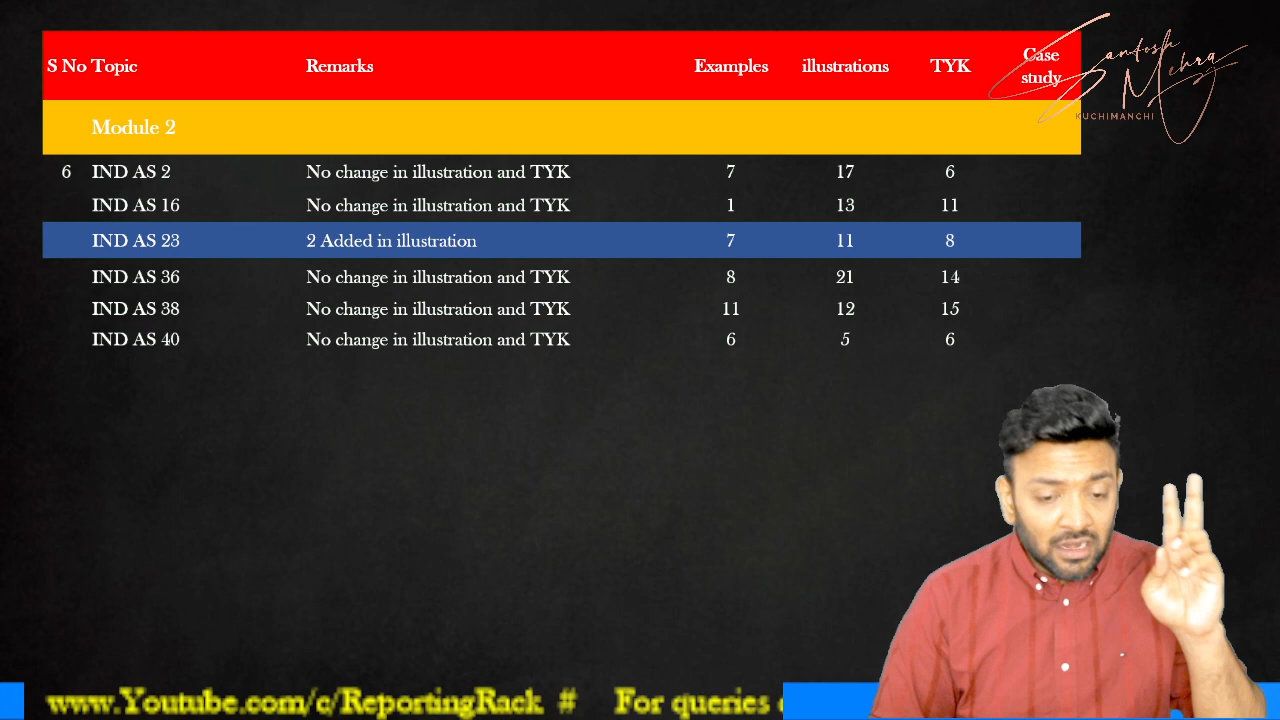 S No Topic Remarks Examples illustrations TYK Case study
Module 2
6 IND AS 2 No change in illustration and TYK 7 17 6
IND AS 16 No change in illustration and TYK 1 13 11
IND AS 23 2 Added in illustration 7 11 8
IND AS 36 No change in illustration and TYK 8 21 14
IND AS 38 No change in illustration and TYK 11 12 15
IND AS 40 No change in illustration and TYK 6 5 6
Santosh
Mehra
KUCHIMANCHI
www.Youtube.com/c/ReportingRack # For queries